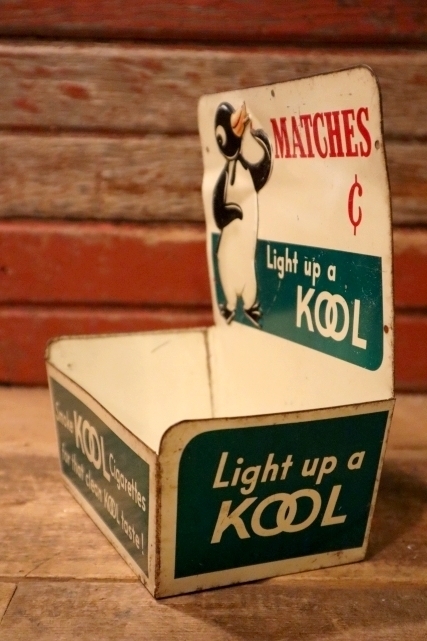 MATCHES
¢
Light up a
KOOL
Smoke KOOL Cigarettes
for that clean KOOL taste!
Light up a
KOOL